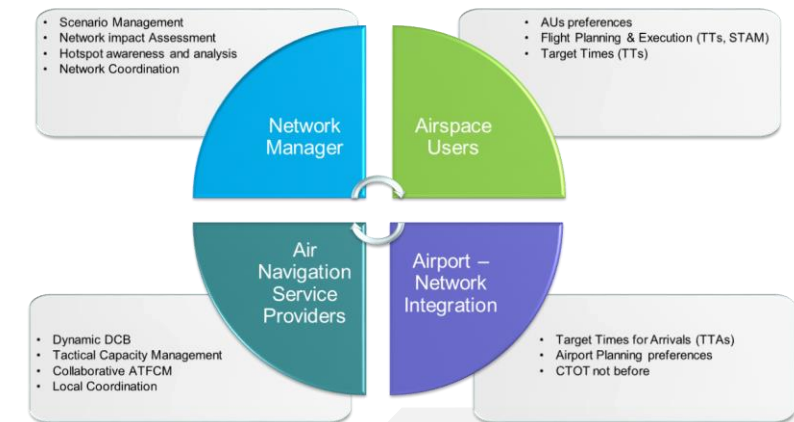 • Scenario Management
• Network impact Assessment
• Hotspot awareness and analysis
• Network Coordination
• AUs preferences
• Flight Planning & Execution (TTs, STAM)
• Target Times (TTs)
Network
Manager
Airspace
Users
Air
Navigation
Service
Providers
Airport –
Network
Integration
• Dynamic DCB
• Tactical Capacity Management
• Collaborative ATFCM
• Local Coordination
• Target Times for Arrivals (TTAs)
• Airport Planning preferences
• CTOT not before